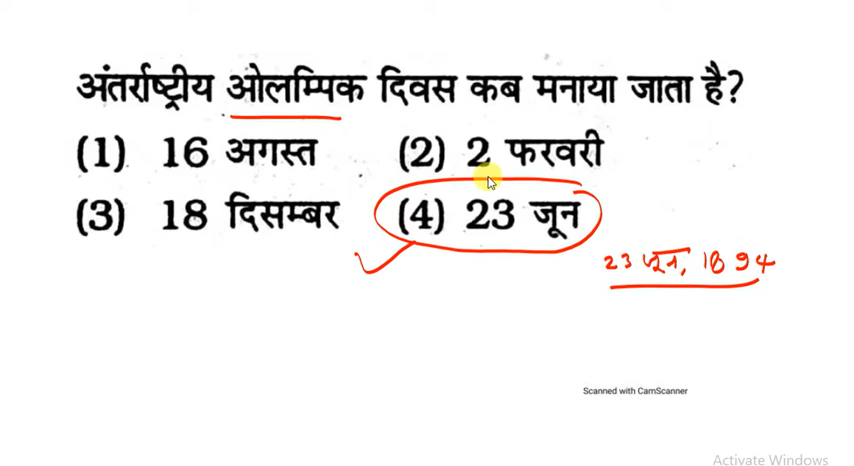 अंतर्राष्ट्रीय ओलम्पिक दिवस कब मनाया जाता है?
(1) 16 अगस्त (2) 2 फरवरी
(3) 18 दिसम्बर (4) 23 जून
23 जून, 1894
Scanned with CamScanner
Activate Windows